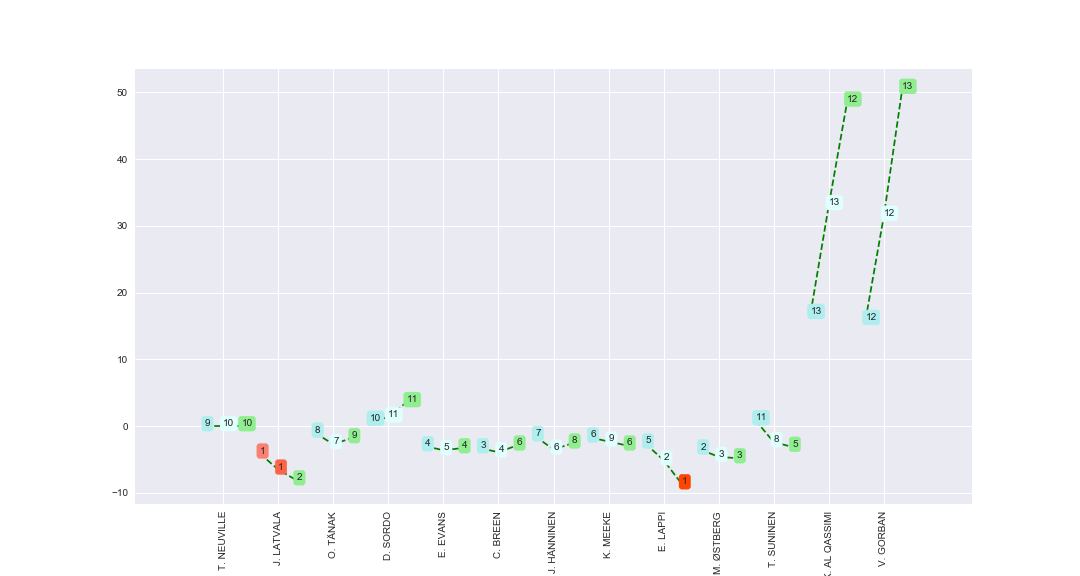 50
40
30
20
10
0
−10
9 10 10
1 1 2
8 7 9
10 11 11
4 5 4
3 4 6
7 6 8
6 9 6
5 2 1
2 3 3
11 8 5
13 13 12
12 12 13
T. NEUVILLE
J. LATVALA
O. TÄNAK
D. SORDO
E. EVANS
C. BREEN
J. HÄNNINEN
K. MEEKE
E. LAPPI
M. ØSTBERG
T. SUNINEN
K. AL QASSIMI
V. GORBAN